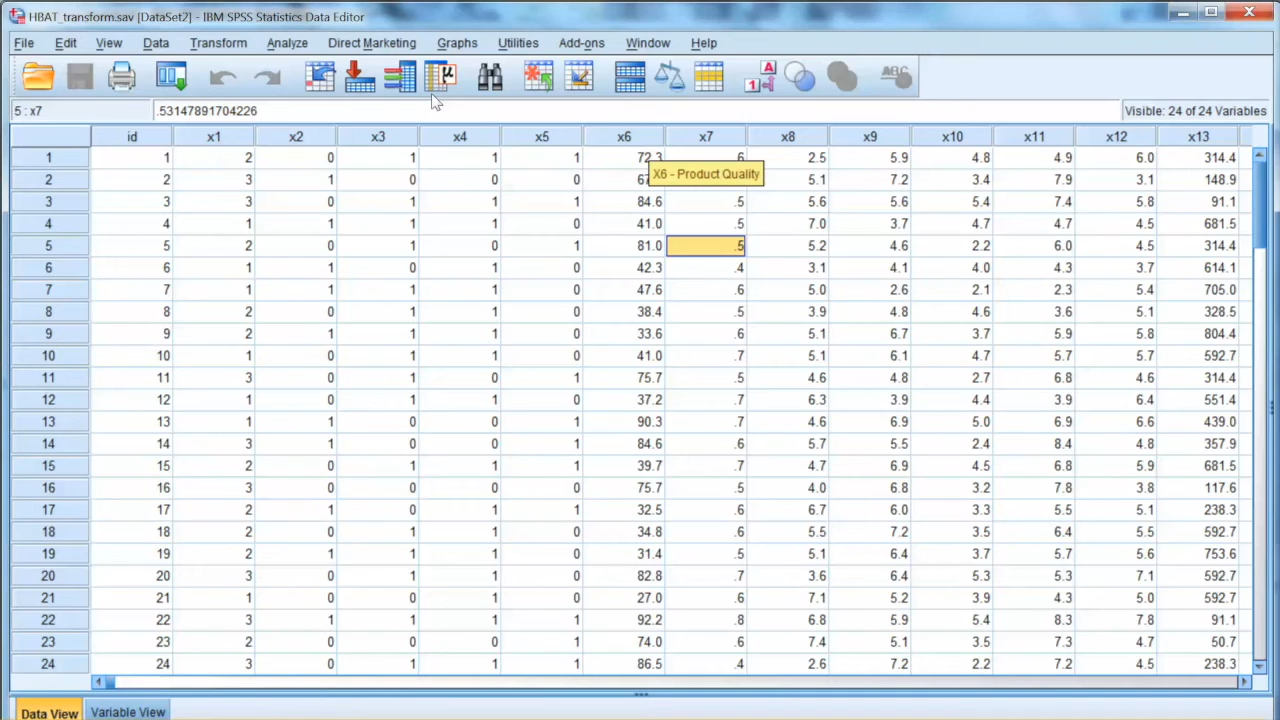 HBAT_transform.sav [DataSet2] - IBM SPSS Statistics Data Editor
File Edit View Data Transform Analyze Direct Marketing Graphs Utilities Add-ons Window Help
μ 1 A ABC
5 : x7 .53147891704226 Visible: 24 of 24 Variables
id x1 x2 x3 x4 x5 x6 x7 x8 x9 x10 x11 x12 x13
1 1 2 0 1 1 1 72.3 .6 2.5 5.9 4.8 4.9 6.0 314.4
X6 - Product Quality
2 2 3 1 0 0 0 5.1 7.2 3.4 7.9 3.1 148.9
3 3 3 0 1 1 1 84.6 .5 5.6 5.6 5.4 7.4 5.8 91.1
4 4 1 1 1 1 0 41.0 .5 7.0 3.7 4.7 4.7 4.5 681.5
5 5 2 0 1 0 1 81.0 .5 5.2 4.6 2.2 6.0 4.5 314.4
6 6 1 1 0 1 0 42.3 .4 3.1 4.1 4.0 4.3 3.7 614.1
7 7 1 1 1 1 0 47.6 .6 5.0 2.6 2.1 2.3 5.4 705.0
8 8 2 0 1 1 0 38.4 .5 3.9 4.8 4.6 3.6 5.1 328.5
9 9 2 1 1 1 0 33.6 .6 5.1 6.7 3.7 5.9 5.8 804.4
10 10 1 0 1 1 0 41.0 .7 5.1 6.1 4.7 5.7 5.7 592.7
11 11 3 0 1 0 1 75.7 .5 4.6 4.8 2.7 6.8 4.6 314.4
12 12 1 0 1 1 0 37.2 .7 6.3 3.9 4.4 3.9 6.4 551.4
13 13 1 1 0 0 1 90.3 .7 4.6 6.9 5.0 6.9 6.6 439.0
14 14 3 1 0 0 1 84.6 .6 5.7 5.5 2.4 8.4 4.8 357.9
15 15 2 0 1 1 1 39.7 .7 4.7 6.9 4.5 6.8 5.9 681.5
16 16 3 0 1 0 0 75.7 .5 4.0 6.8 3.2 7.8 3.8 117.6
17 17 2 1 0 1 0 32.5 .6 6.7 6.0 3.3 5.5 5.1 238.3
18 18 2 0 1 1 0 34.8 .6 5.5 7.2 3.5 6.4 5.5 592.7
19 19 2 1 1 1 0 31.4 .5 5.1 6.4 3.7 5.7 5.6 753.6
20 20 3 0 1 1 0 82.8 .7 3.6 6.4 5.3 5.3 7.1 592.7
21 21 1 0 0 1 0 27.0 .6 7.1 5.2 3.9 4.3 5.0 592.7
22 22 3 1 1 1 0 92.2 .8 6.8 5.9 5.4 8.3 7.8 91.1
23 23 2 0 0 0 1 74.0 .6 7.4 5.1 3.5 7.3 4.7 50.7
24 24 3 0 1 1 1 86.5 .4 2.6 7.2 2.2 7.2 4.5 238.3
Data View Variable View